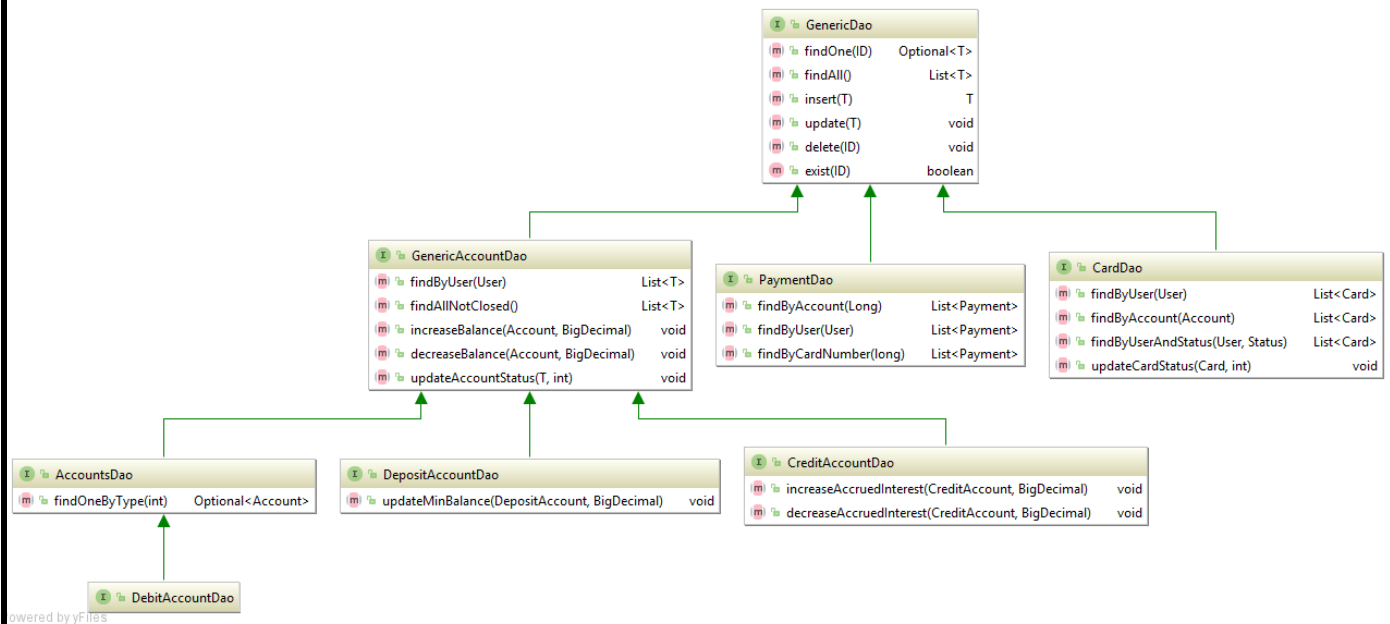 GenericDao
findOne(ID) Optional<T>
findAll() List<T>
insert(T) T
update(T) void
delete(ID) void
exist(ID) boolean
GenericAccountDao
findByUser(User) List<T>
findAllNotClosed() List<T>
increaseBalance(Account, BigDecimal) void
decreaseBalance(Account, BigDecimal) void
updateAccountStatus(T, int) void
PaymentDao
findByAccount(Long) List<Payment>
findByUser(User) List<Payment>
findByCardNumber(long) List<Payment>
CardDao
findByUser(User) List<Card>
findByAccount(Account) List<Card>
findByUserAndStatus(User, Status) List<Card>
updateCardStatus(Card, int) void
AccountsDao
findOneByType(int) Optional<Account>
DepositAccountDao
updateMinBalance(DepositAccount, BigDecimal) void
CreditAccountDao
increaseAccruedInterest(CreditAccount, BigDecimal) void
decreaseAccruedInterest(CreditAccount, BigDecimal) void
DebitAccountDao
owered by yFiles